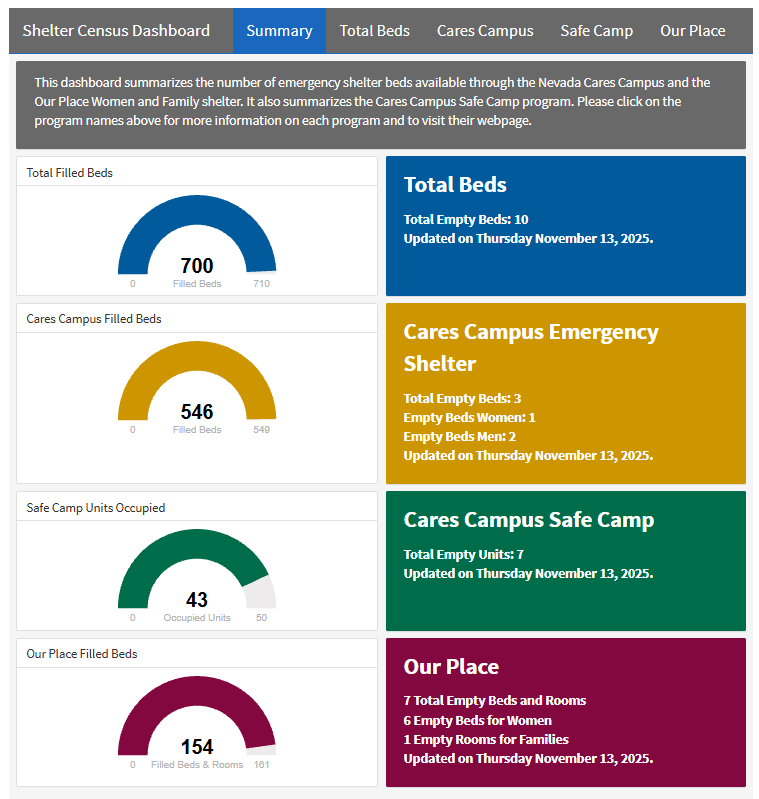 Shelter Census Dashboard Summary Total Beds Cares Campus Safe Camp Our Place
This dashboard summarizes the number of emergency shelter beds available through the Nevada Cares Campus and the
Our Place Women and Family shelter. It also summarizes the Cares Campus Safe Camp program. Please click on the
program names above for more information on each program and to visit their webpage.
Total Filled Beds
700
0 Filled Beds 710
Total Beds
Total Empty Beds: 10
Updated on Thursday November 13, 2025.
Cares Campus Filled Beds
546
0 Filled Beds 549
Cares Campus Emergency
Shelter
Total Empty Beds: 3
Empty Beds Women: 1
Empty Beds Men: 2
Updated on Thursday November 13, 2025.
Safe Camp Units Occupied
43
0 Occupied Units 50
Cares Campus Safe Camp
Total Empty Units: 7
Updated on Thursday November 13, 2025.
Our Place Filled Beds
154
0 Filled Beds & Rooms 161
Our Place
7 Total Empty Beds and Rooms
6 Empty Beds for Women
1 Empty Rooms for Families
Updated on Thursday November 13, 2025.